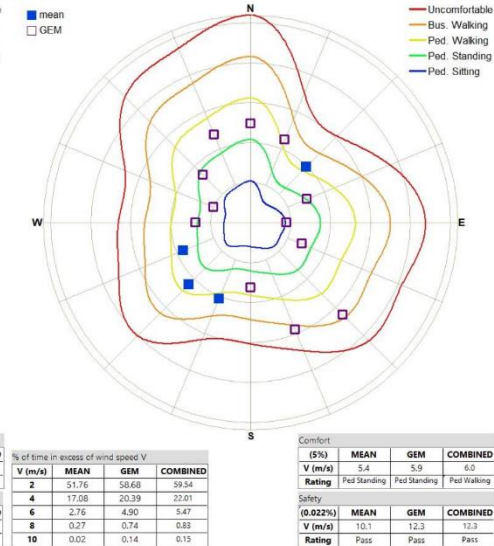 mean
GEM
N
Uncomfortable
Bus. Walking
Ped. Walking
Ped. Standing
Ped. Sitting
W
E
S
% of time in excess of wind speed V
V (m/s) MEAN GEM COMBINED
2 51.76 58.68 59.54
4 17.08 20.39 22.01
6 2.76 4.90 5.47
8 0.27 0.74 0.83
10 0.02 0.14 0.15
Comfort
(5%) MEAN GEM COMBINED
V (m/s) 5.4 5.9 6.0
Rating Ped Standing Ped Standing Ped Walking
Safety
(0.022%) MEAN GEM COMBINED
V (m/s) 10.1 12.3 12.3
Rating Pass Pass Pass